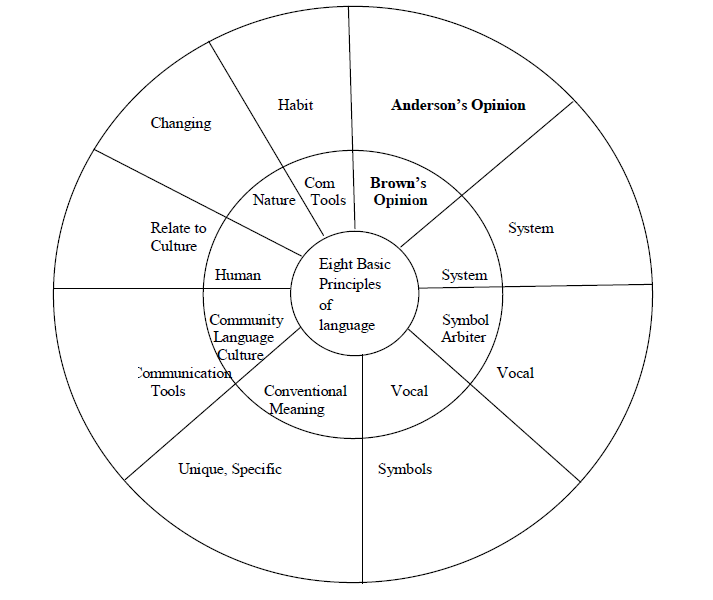 Habit
Anderson's Opinion
Changing
Com
Tools
Brown's
Opinion
Nature
Relate to
Culture
System
Eight Basic
Principles
of
language
Human
System
Community
Language
Culture
Symbol
Arbiter
:ommunication
Tools
Vocal
Conventional
Meaning
Vocal
Unique, Specific
Symbols